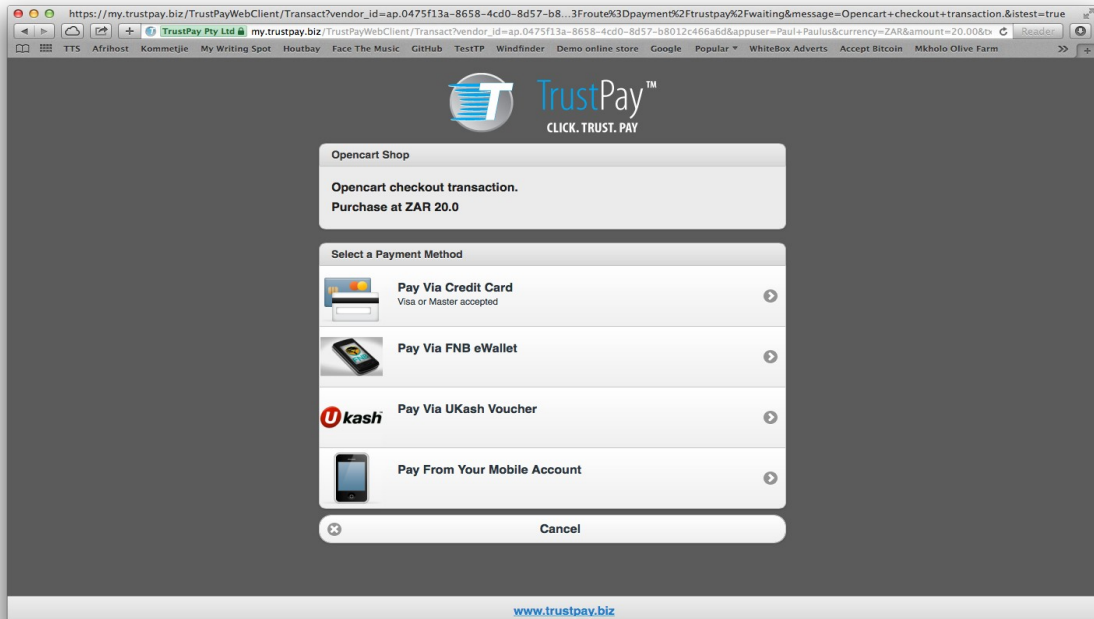 https://my.trustpay.biz/TrustPayWebClient/Transact?vendor_id=ap.0475f13a-8658-4cd0-8d57-b8...3Froute%3Dpayment%2Ftrustpay%2Fwaiting&message=Opencart+checkout+transaction.&istest=true
TrustPay Pty Ltd my.trustpay.biz/TrustPayWebClient/Transact?vendor_id=ap.0475f13a-8658-4cd0-8d57-b8012c466a6d&appuser=Paul+Paulus&currency=ZAR&amount=20.00&tx Reader
TTS Afrihost Kommetjie My Writing Spot Houtbay Face The Music GitHub TestTP Windfinder Demo online store Google Popular WhiteBox Adverts Accept Bitcoin Mkholo Olive Farm
TrustPay™
CLICK. TRUST. PAY
Opencart Shop
Opencart checkout transaction.
Purchase at ZAR 20.0
Select a Payment Method
Pay Via Credit Card
Visa or Master accepted
Pay Via FNB eWallet
Ukash Pay Via UKash Voucher
Pay From Your Mobile Account
Cancel
www.trustpay.biz